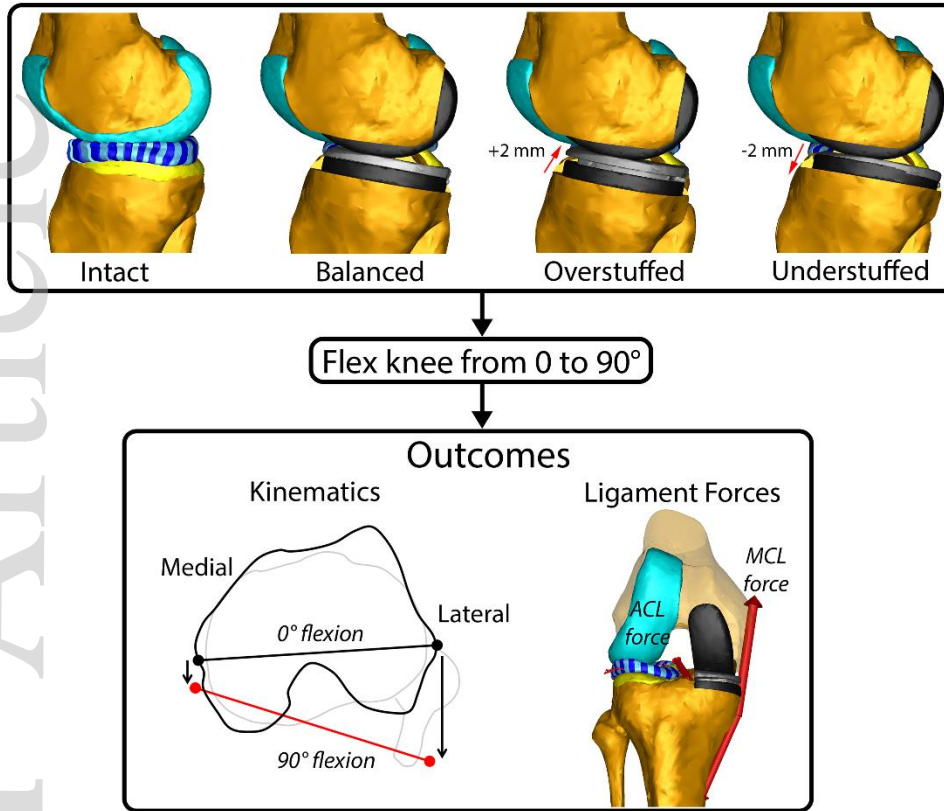 +2 mm
-2 mm
Intact
Balanced
Overstuffed
Understuffed
Flex knee from 0 to 90°
Outcomes
Kinematics
Ligament Forces
Medial
Lateral
0° flexion
90° flexion
MCL
force
ACL
force
Article